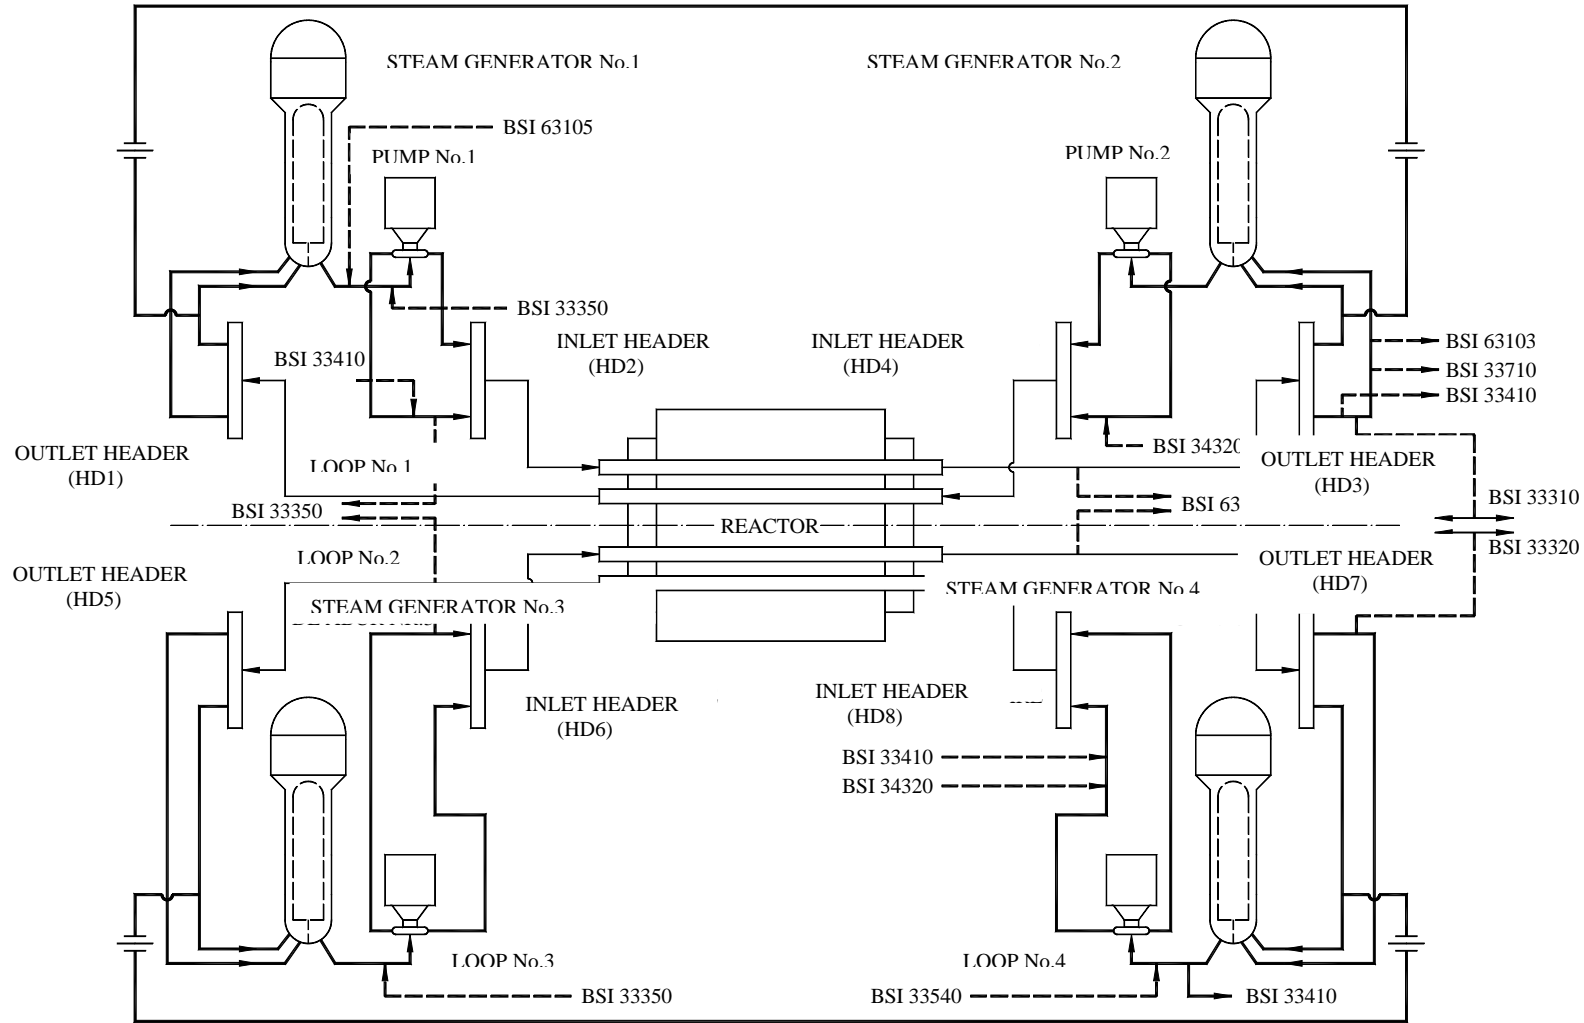 STEAM GENERATOR No.1
STEAM GENERATOR No.2
BSI 63105
PUMP No.1
PUMP No.2
BSI 33350
INLET HEADER
(HD2)
INLET HEADER
(HD4)
BSI 63103
BSI 33710
BSI 33410
BSI 33410
BSI 34320
OUTLET HEADER
(HD1)
LOOP No.1
OUTLET HEADER
(HD3)
BSI 33350
BSI 63
BSI 33310
REACTOR
BSI 33320
LOOP No.2
OUTLET HEADER
(HD5)
OUTLET HEADER
(HD7)
STEAM GENERATOR No.3
STEAM GENERATOR No.4
INLET HEADER
(HD6)
INLET HEADER
(HD8)
BSI 33410
BSI 34320
LOOP No.3
LOOP No.4
BSI 33350
BSI 33540
BSI 33410